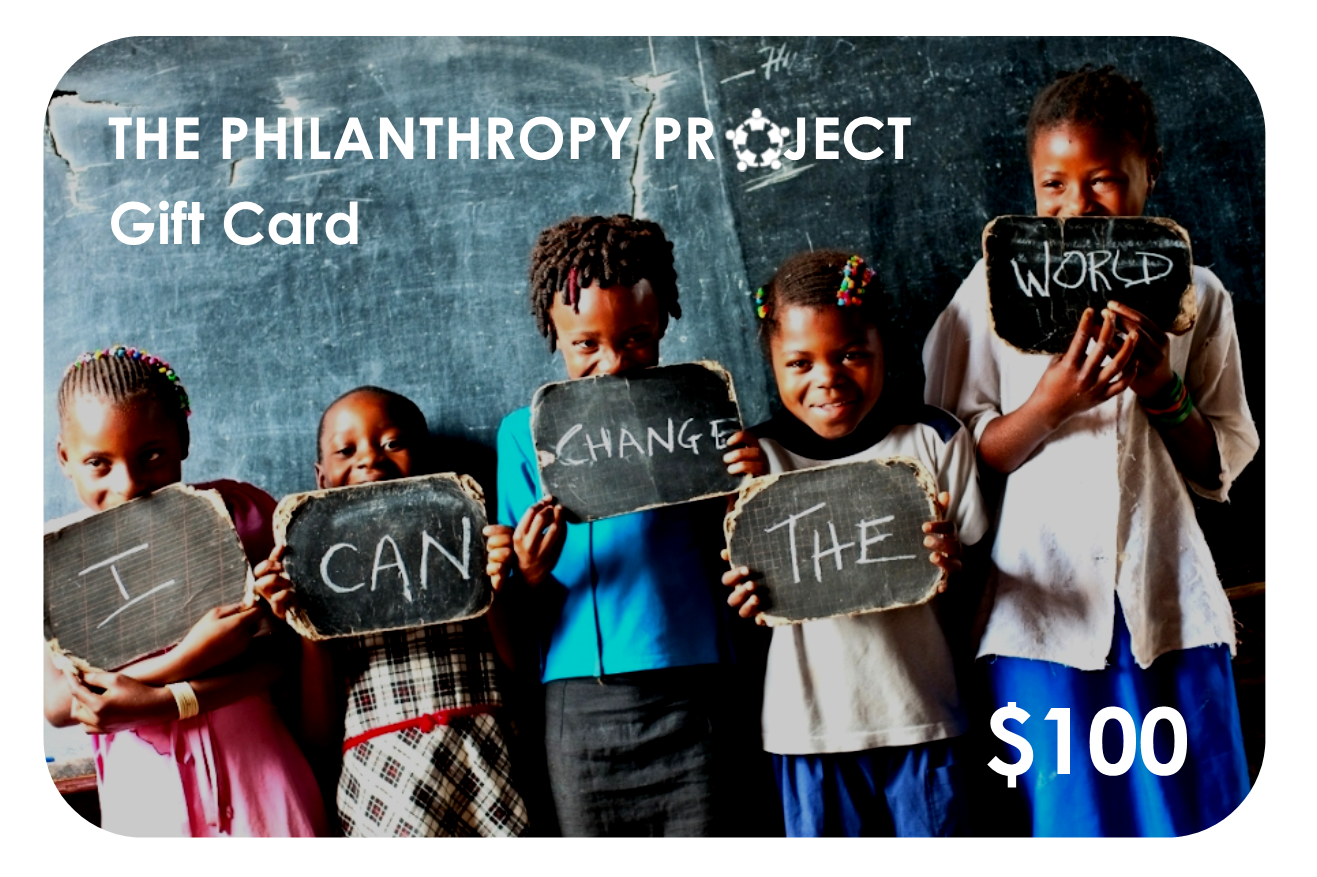 THE PHILANTHROPY PROJECT
Gift Card
I
CAN
CHANGE
THE
WORLD
$100